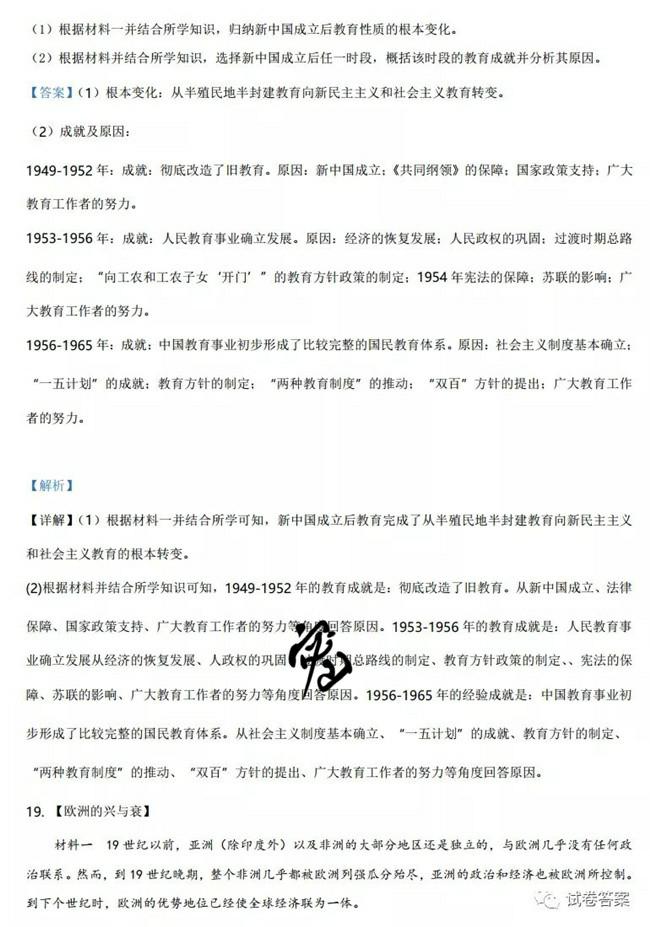 （1）根据材料一并结合所学知识，归纳新中国成立后教育性质的根本变化。
（2）根据材料并结合所学知识，选择新中国成立后任一时段，概括该时段的教育成就并分析其原因。
【答案】（1）根本变化：从半殖民地半封建教育向新民主主义和社会主义教育转变。
（2）成就及原因：
1949-1952 年：成就：彻底改造了旧教育。原因：新中国成立；《共同纲领》的保障；国家政策支持；广大
教育工作者的努力。
1953-1956 年：成就：人民教育事业确立发展。原因：经济的恢复发展；人民政权的巩固；过渡时期总路
线的制定；“向工农和工农子女‘开门’”的教育方针政策的制定；1954 年宪法的保障；苏联的影响；广
大教育工作者的努力。
1956-1965 年：成就：中国教育事业初步形成了比较完整的国民教育体系。原因：社会主义制度基本确立；
“一五计划”的成就；教育方针的制定；“两种教育制度”的推动；“双百”方针的提出；广大教育工作
者的努力。
【解析】
【详解】（1）根据材料一并结合所学可知，新中国成立后教育完成了从半殖民地半封建教育向新民主主义
和社会主义教育的根本转变。
(2)根据材料并结合所学知识可知，1949-1952 年的教育成就是：彻底改造了旧教育。从新中国成立、法律
保障、国家政策支持、广大教育工作者的努力等角度回答原因。1953-1956 年的教育成就是：人民教育事
业确立发展从经济的恢复发展、人政权的巩固 时期总路线的制定、教育方针政策的制定、、宪法的保
障、苏联的影响、广大教育工作者的努力等角度回答原因。1956-1965 年的经验成就是：中国教育事业初
步形成了比较完整的国民教育体系。从社会主义制度基本确立、“一五计划”的成就、教育方针的制定、
“两种教育制度”的推动、“双百”方针的提出、广大教育工作者的努力等角度回答原因。
19. 【欧洲的兴与衰】
材料一 19 世纪以前，亚洲（除印度外）以及非洲的大部分地区还是独立的，与欧洲几乎没有任何政
治联系。然而，到 19 世纪晚期，整个非洲几乎都被欧洲列强瓜分殆尽，亚洲的政治和经济也被欧洲所控制。
到下个世纪时，欧洲的优势地位已经使全球经济联为一体。
试卷答案